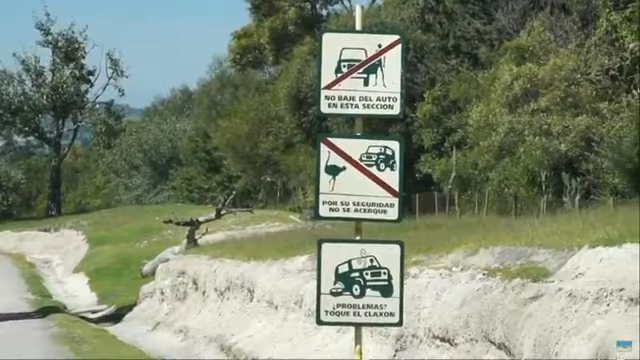 NO BAJE DEL AUTO
EN ESTA SECCION
POR SU SEGURIDAD
NO SE ACERQUE
¿PROBLEMAS?
TOQUE EL CLAXON